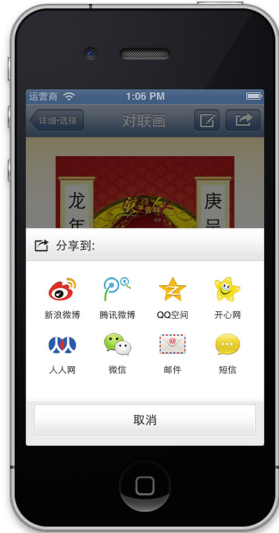 运营商
1:06 PM
详细·选择
对联画
龙
庚
年
分享到:
新浪微博
腾讯微博
QQ空间
开心网
人人网
微信
邮件
短信
取消